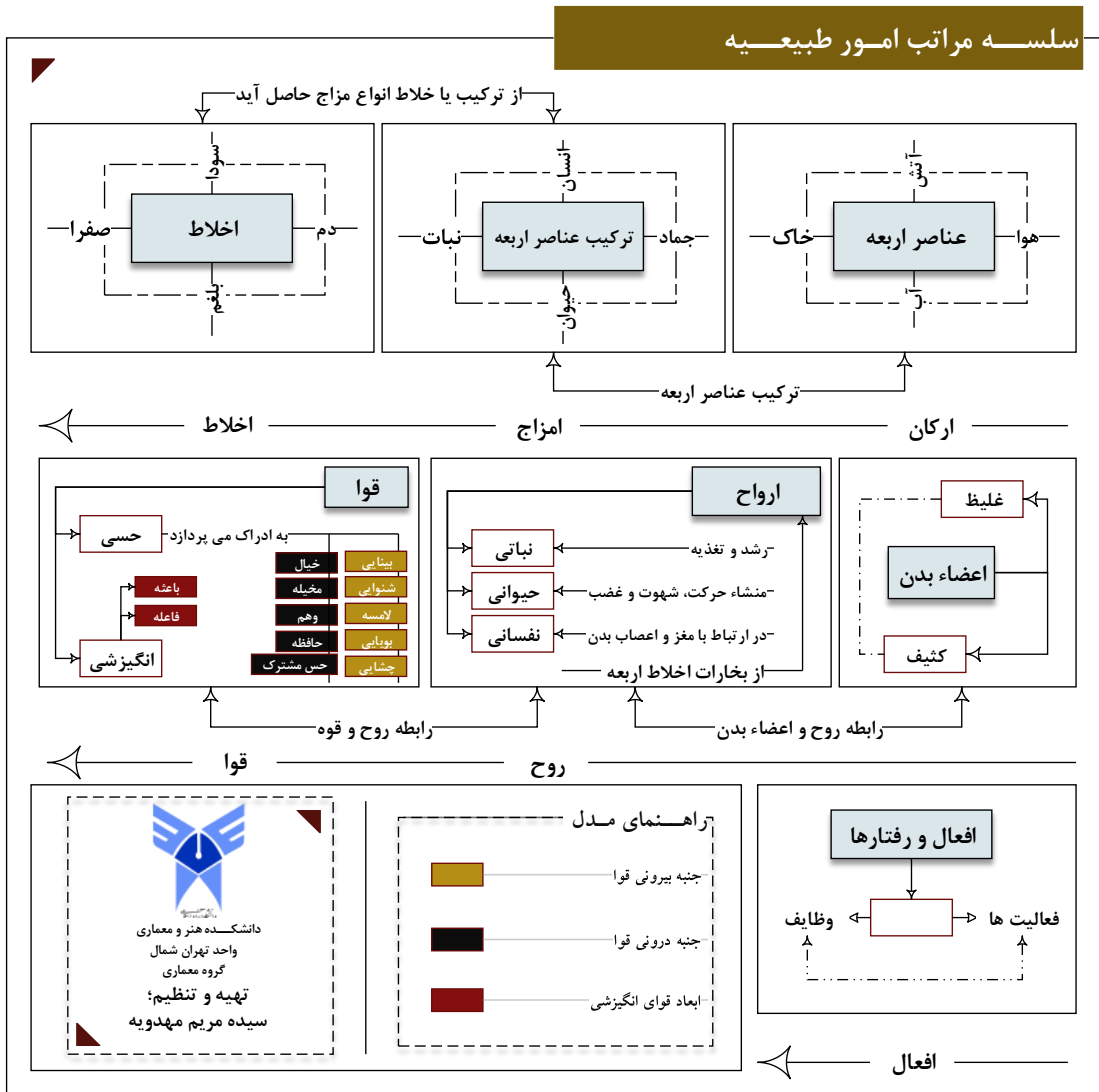 سلســـه مراتب امـور طبیعـــیه
از ترکیب یا خلاط انواع مزاج حاصل آید
آتش
هوا
عناصر اربعه
خاک
آب
انسان
جماد
ترکیب عناصر اربعه
نبات
حیوان
سودا
دم
اخلاط
صفرا
بلغم
ترکیب عناصر اربعه
ارکان
امزاج
اخلاط
غلیظ
اعضاء بدن
کثیف
ارواح
نباتی
رشد و تغذیه
حیوانی
منشاء حرکت، شهوت و غضب
نفسانی
در ارتباط با مغز و اعصاب بدن
از بخارات اخلاط اربعه
قوا
حسی
به ادراک می پردازد
بینایی
خیال
شنوایی
مخیله
لامسه
وهم
بویایی
حافظه
چشایی
حس مشترک
باعثه
فاعله
انگیزشی
رابطه روح و اعضاء بدن
رابطه روح و قوه
روح
قوا
افعال و رفتارها
فعالیت ها
وظایف
راهـــنمای مـدل
جنبه بیرونی قوا
جنبه درونی قوا
ابعاد قوای انگیزشی
دانشکـــده هنر و معماری
واحد تهران شمال
گروه معماری
تهیه و تنظیم؛
سیده مریم مهدویه
افعال